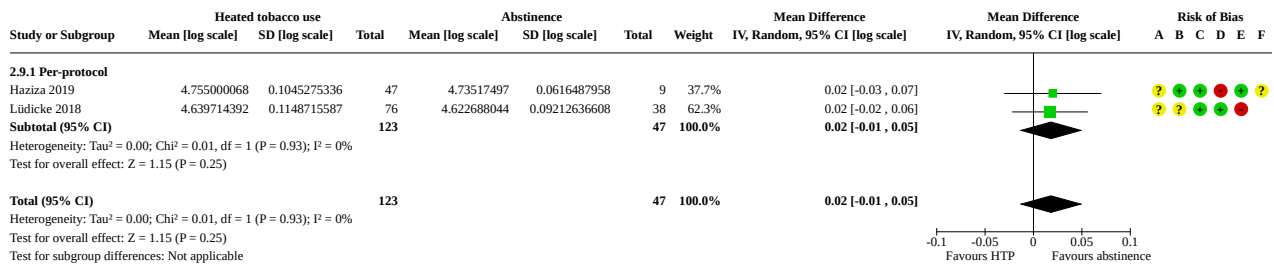 Heated tobacco use Abstinence Mean Difference Mean Difference Risk of Bias
Study or Subgroup Mean [log scale] SD [log scale] Total Mean [log scale] SD [log scale] Total Weight IV, Random, 95% CI [log scale] IV, Random, 95% CI [log scale] A B C D E F
2.9.1 Per-protocol
Haziza 2019 4.755000068 0.1045275336 47 4.73517497 0.0616487958 9 37.7% 0.02 [-0.03 , 0.07] ? + + - + ?
Lüdicke 2018 4.639714392 0.1148715587 76 4.622688044 0.09212636608 38 62.3% 0.02 [-0.02 , 0.06] ? ? + + -
Subtotal (95% CI) 123 47 100.0% 0.02 [-0.01 , 0.05]
Heterogeneity: Tau² = 0.00; Chi² = 0.01, df = 1 (P = 0.93); I² = 0%
Test for overall effect: Z = 1.15 (P = 0.25)
Total (95% CI) 123 47 100.0% 0.02 [-0.01 , 0.05]
Heterogeneity: Tau² = 0.00; Chi² = 0.01, df = 1 (P = 0.93); I² = 0%
Test for overall effect: Z = 1.15 (P = 0.25)
-0.1 -0.05 0 0.05 0.1
Test for subgroup differences: Not applicable Favours HTP Favours abstinence